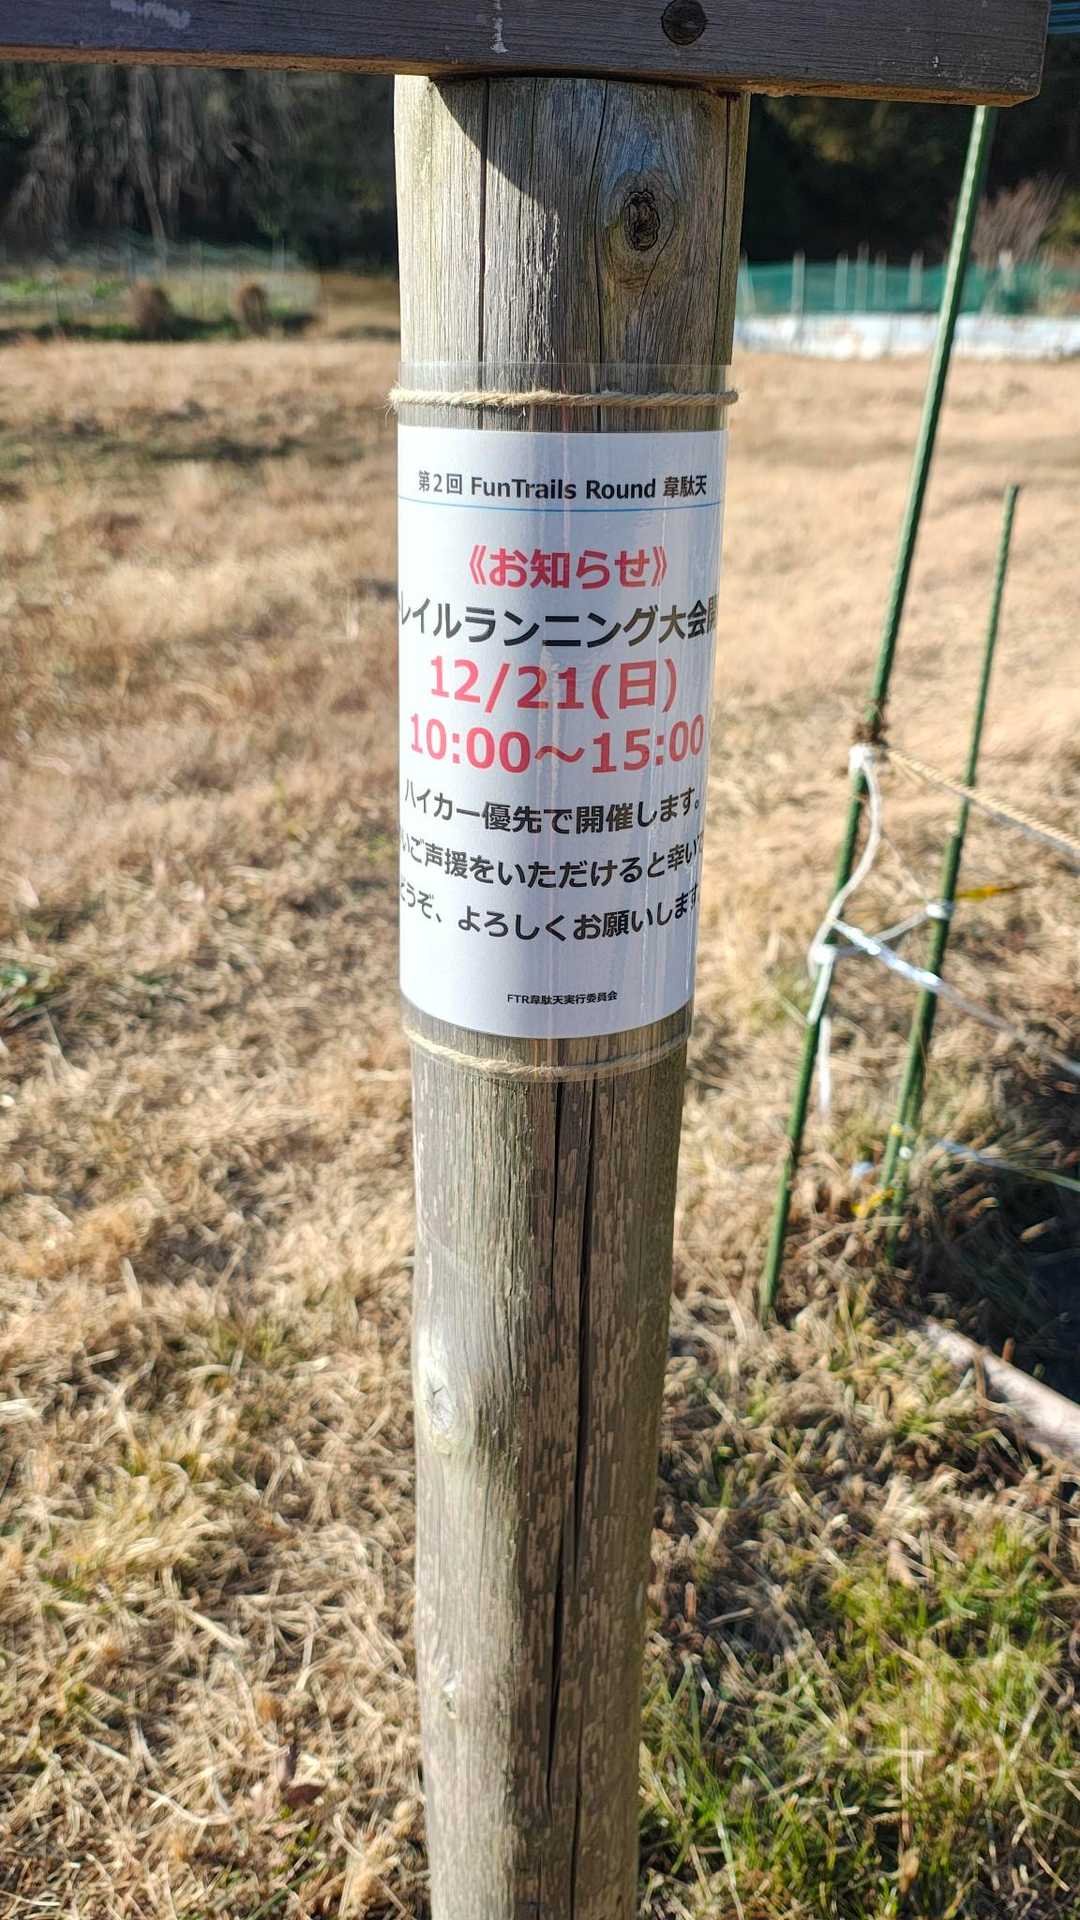 第2回 FunTrails Round 韋駄天
《お知らせ》
レイルランニング大会開
12/21(日)
10:00～15:00
ハイカー優先で開催します。
いご声援をいただけると幸いで
どうぞ、よろしくお願いします
FTR韋駄天実行委員会